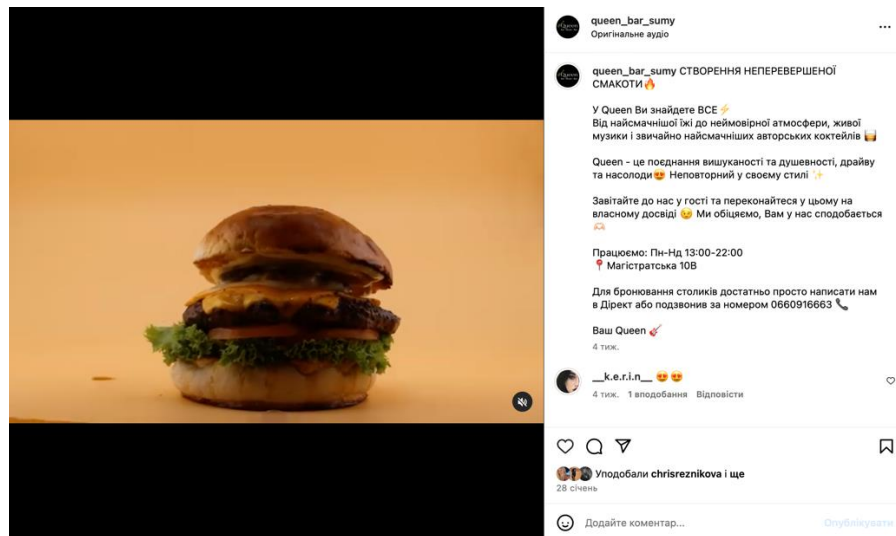 queen_bar_sumy
Оригінальне аудіо
queen_bar_sumy СТВОРЕННЯ НЕПЕРЕВЕРШЕНОЇ
СМАКОТИ🔥
У Queen Ви знайдете ВСЕ⚡
Від найсмачнішої їжі до неймовірної атмосфери, живої
музики і звичайно найсмачніших авторських коктейлів 🥃
Queen - це поєднання вишуканості та душевності, драйву
та насолоди😍 Неповторний у своєму стилі ✨
Завітайте до нас у гості та переконайтеся у цьому на
власному досвіді 😉 Ми обіцяємо, Вам у нас сподобається
🫶🏻
Працюємо: Пн-Нд 13:00-22:00
📍 Магістратська 10В
Для бронювання столиків достатньо просто написати нам
в Дірект або подзвонив за номером 0660916663 📞
Ваш Queen 🎸
4 тиж.
__k.e.r.i.n__ 😍😍
4 тиж. 1 вподобання Відповісти
Уподобали chrisreznikova і ще
28 січень
Додайте коментар...
Опублікувати